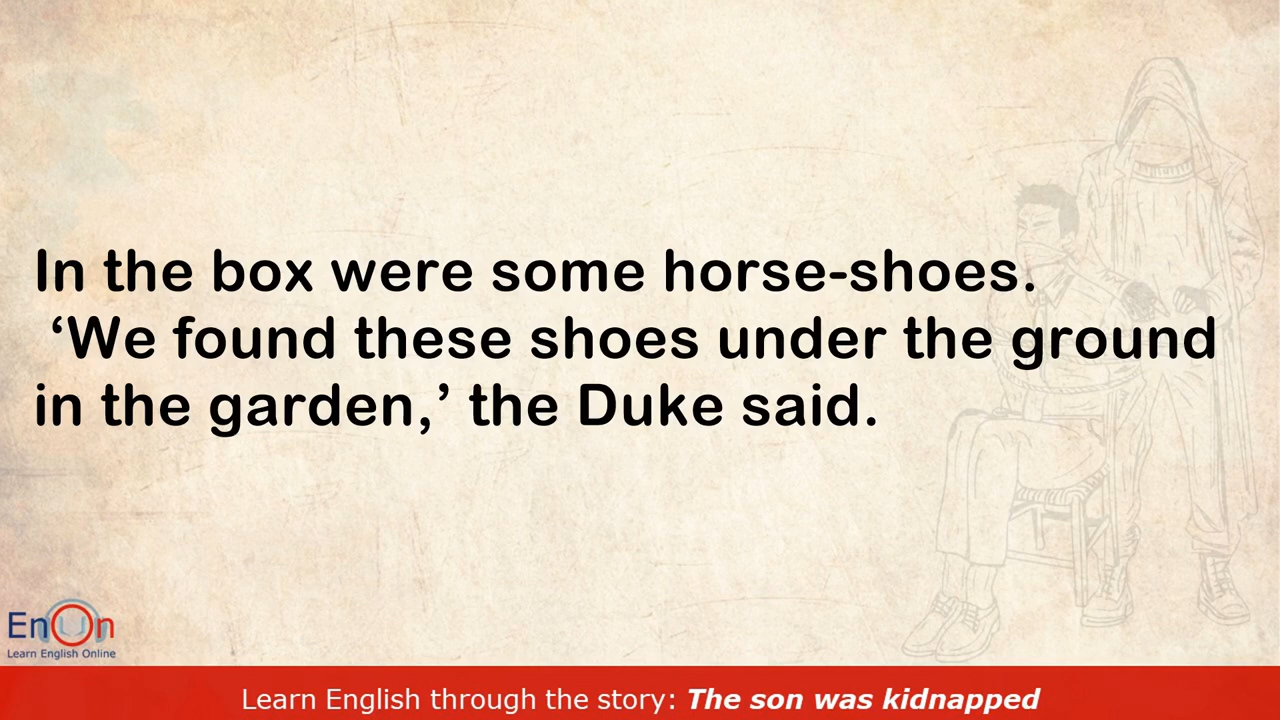 In the box were some horse-shoes.
‘We found these shoes under the ground
in the garden,’ the Duke said.
EnOn
Learn English Online
Learn English through the story: The son was kidnapped